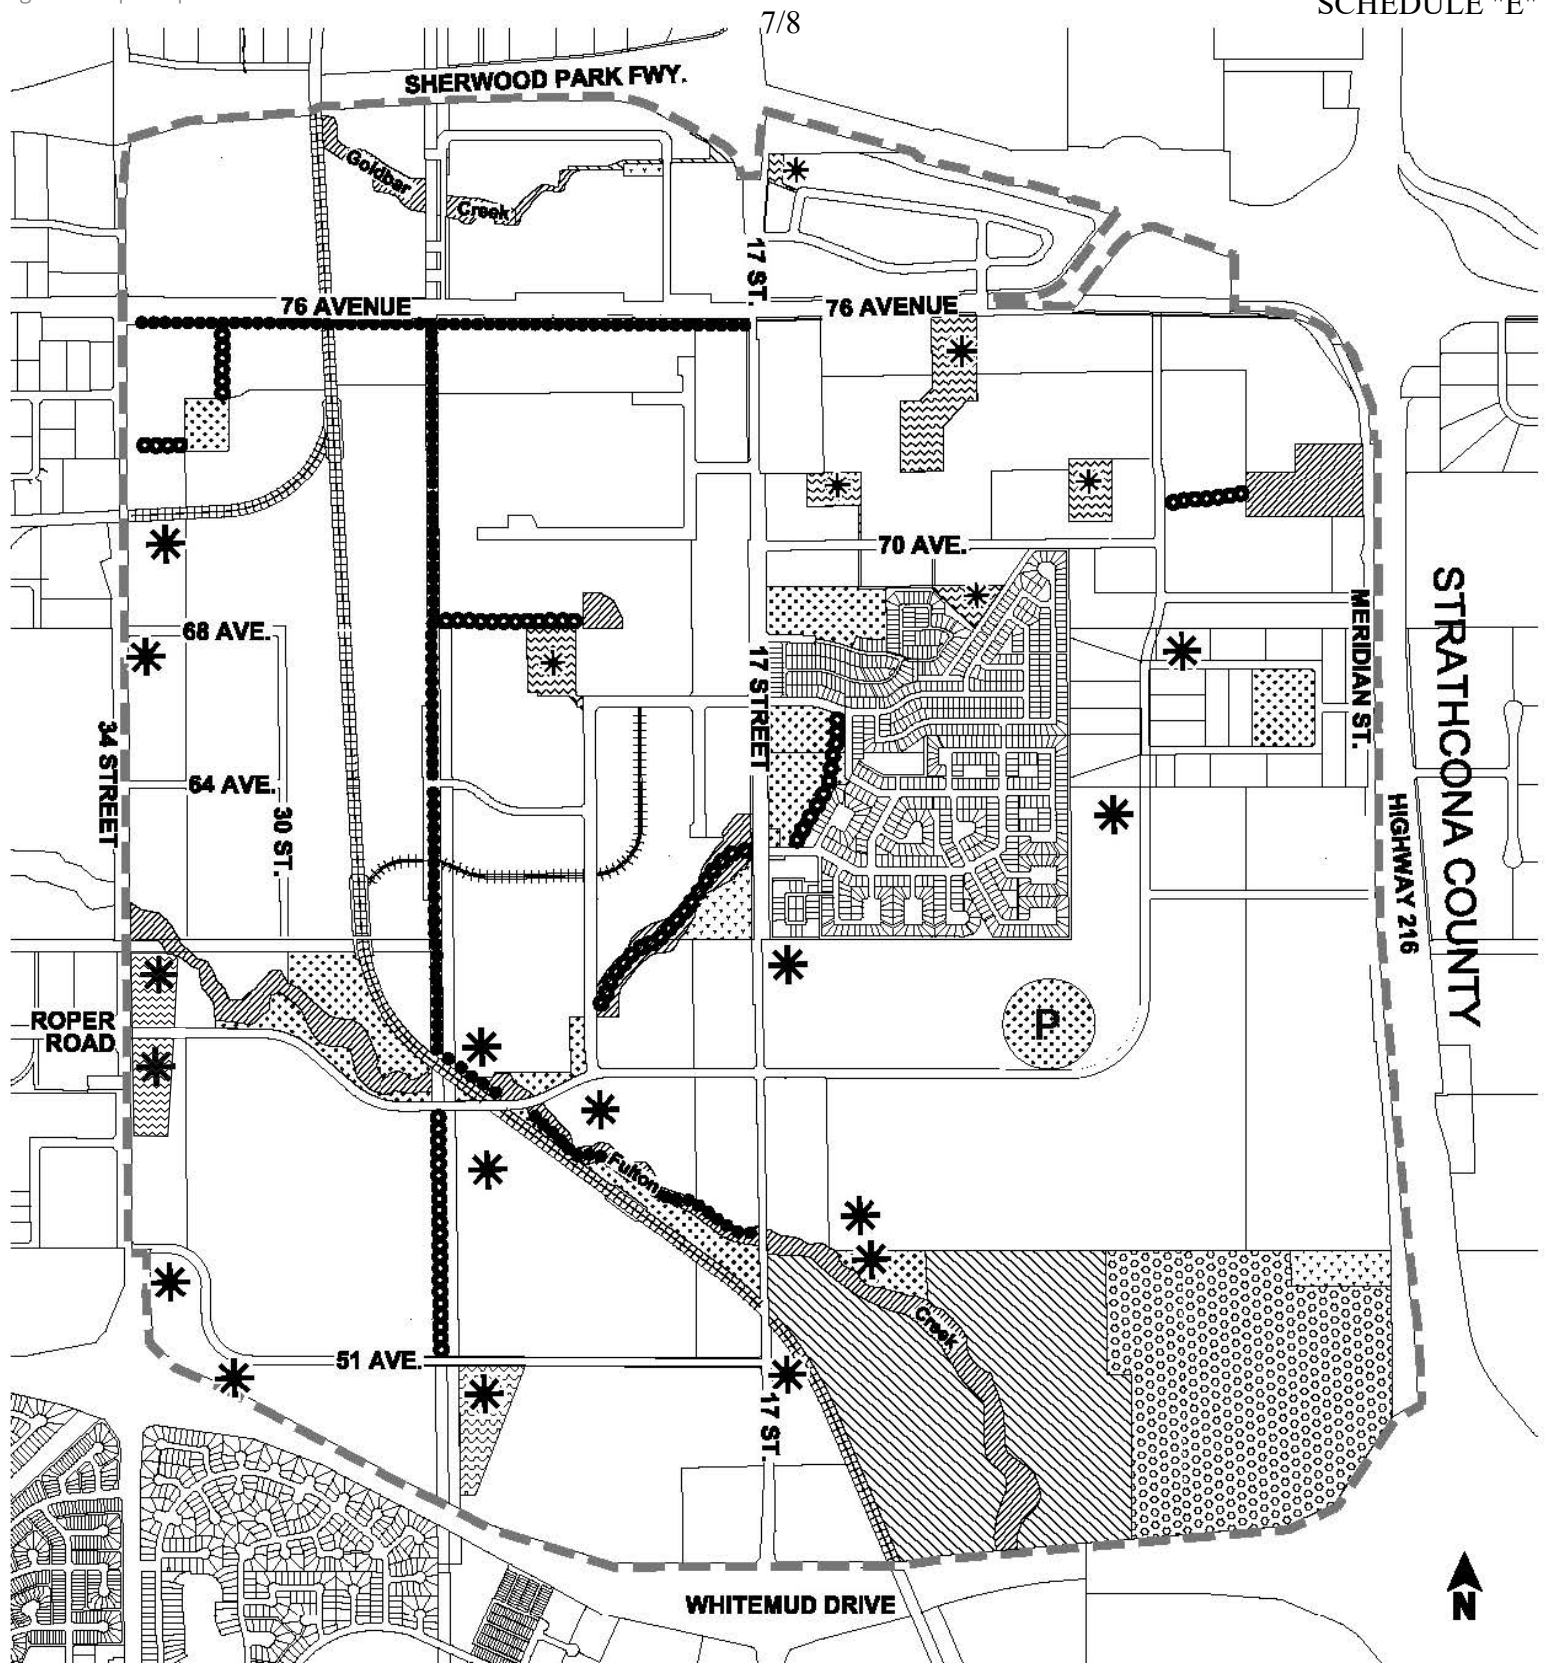 SCHEDULE "E"
7/8
SHERWOOD PARK FWY.
Goldbar
Creek
17 ST.
76 AVENUE
76 AVENUE
70 AVE.
68 AVE.
MERIDIAN ST.
STRATHCONA COUNTY
17 STREET
34 STREET
64 AVE.
30 ST.
HIGHWAY 216
ROPER
ROAD
P
Fulton
Creek
51 AVE.
17 ST.
WHITEMUD DRIVE
N